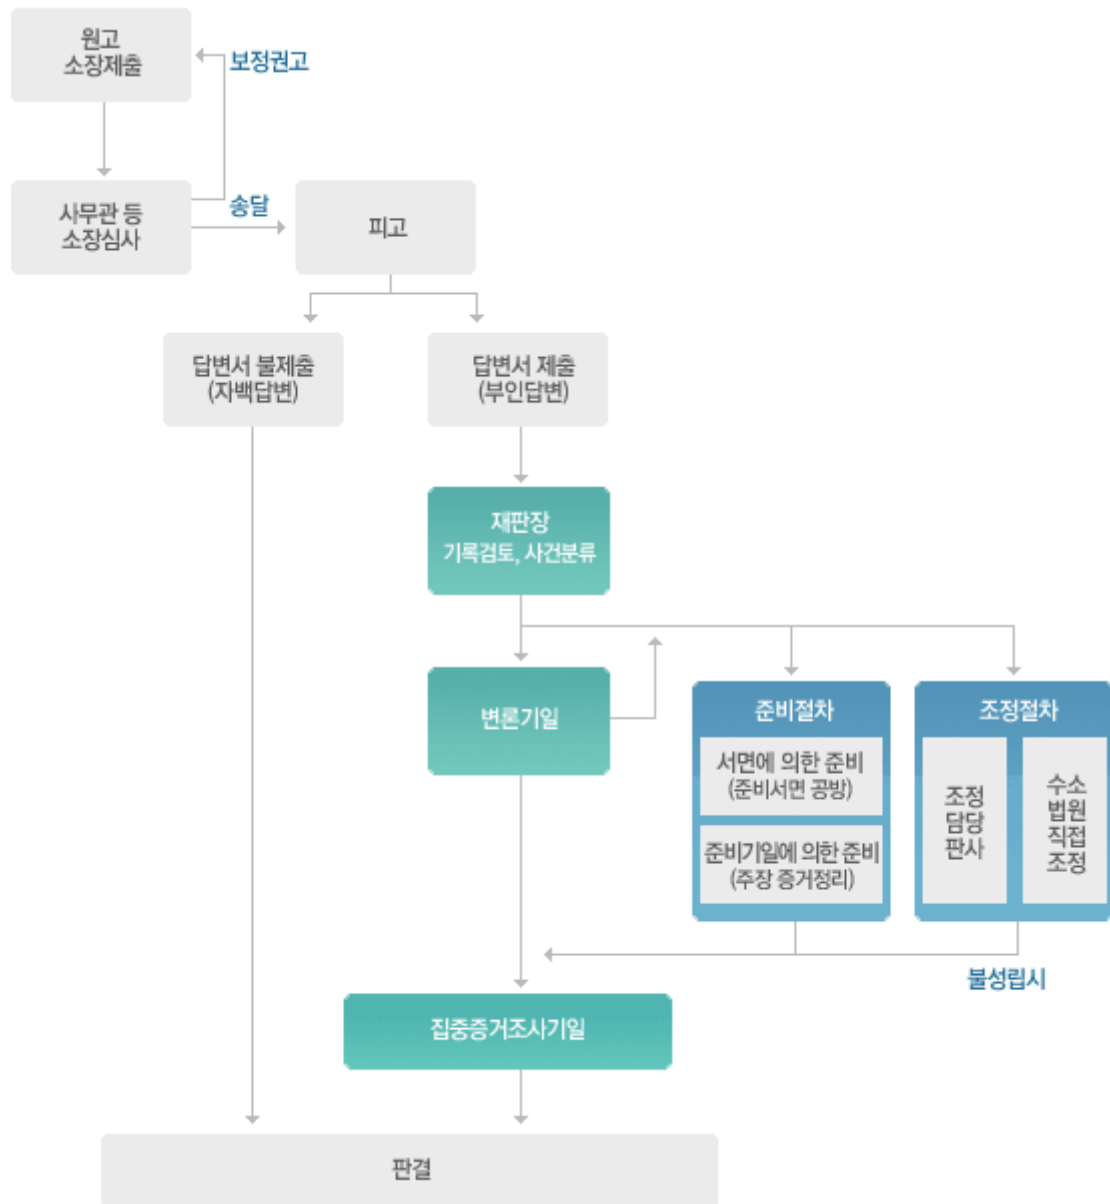 원고
소장제출
보정권고
사무관 등
소장심사
송달
피고
답변서 불제출
(자백답변)
답변서 제출
(부인답변)
재판장
기록검토, 사건분류
변론기일
준비절차
서면에 의한 준비
(준비서면 공방)
준비기일에 의한 준비
(주장 증거정리)
조정절차
조정
담당
판사
수소
법원
직접
조정
불성립시
집중증거조사기일
판결